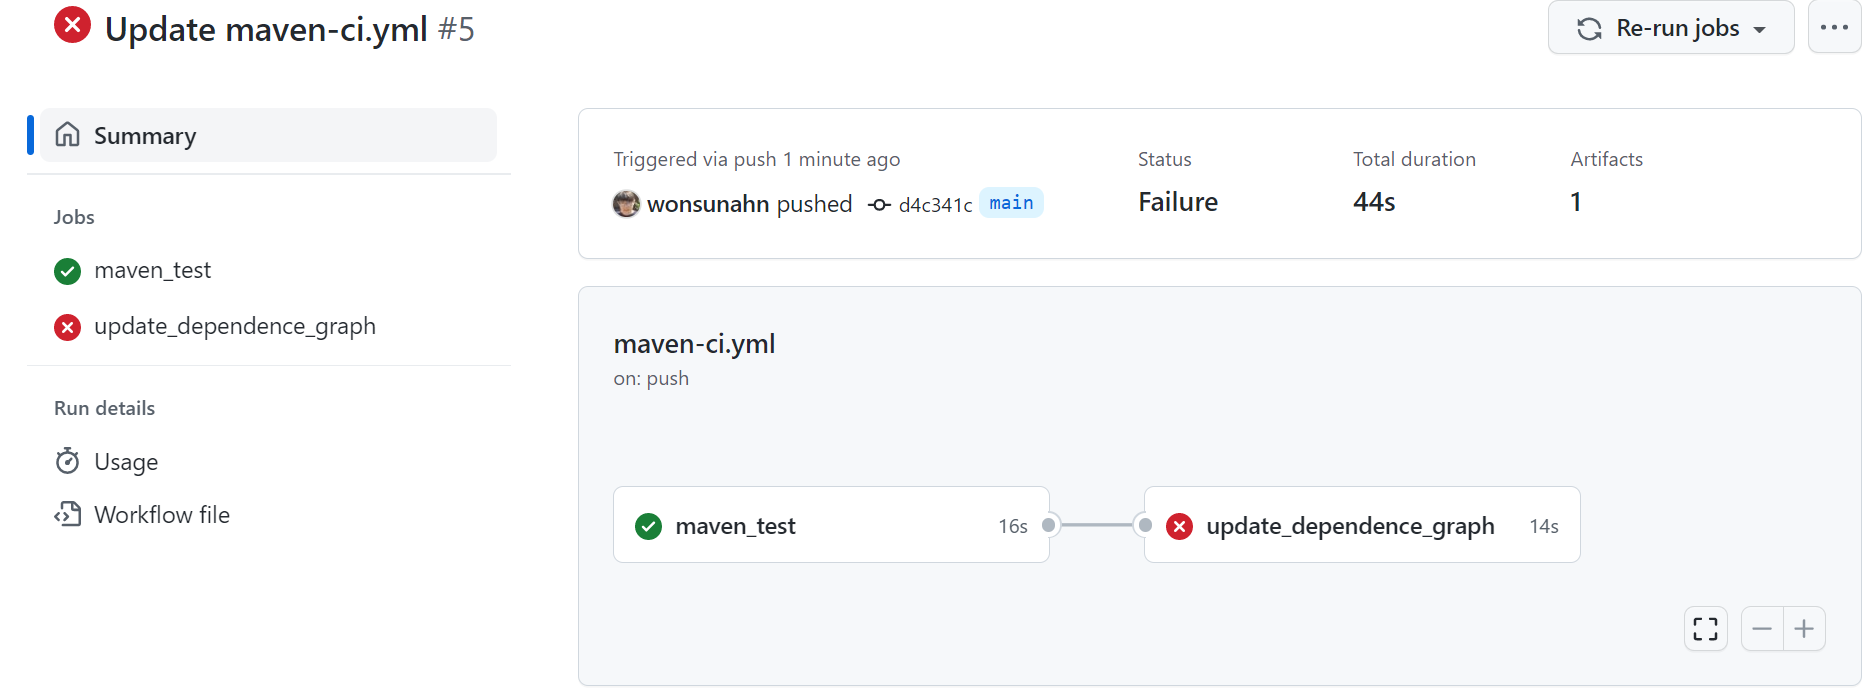 Update maven-ci.yml #5
Re-run jobs
Summary
Jobs
maven_test
update_dependence_graph
Run details
Usage
Workflow file
Triggered via push 1 minute ago
wonsunahn pushed d4c341c main
Status
Failure
Total duration
44s
Artifacts
1
maven-ci.yml
on: push
maven_test 16s
update_dependence_graph 14s